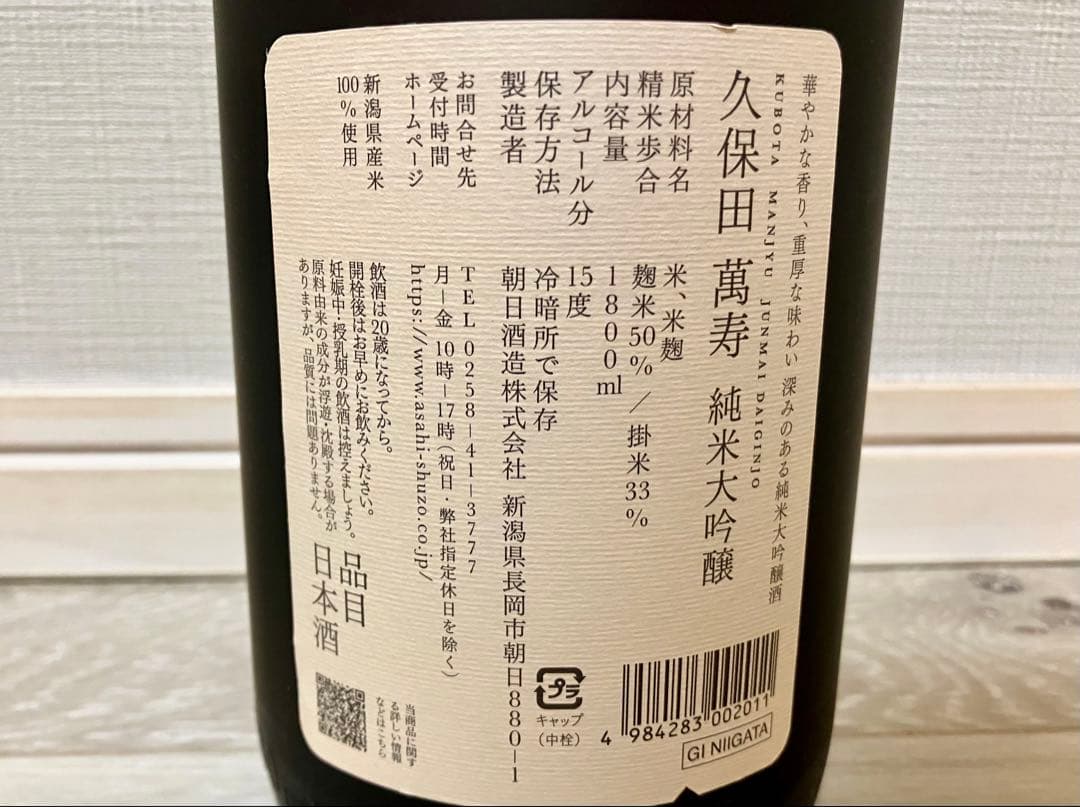 華やかな香り、重厚な味わい 深みのある純米大吟醸酒
KUBOTA MANJYU JUNMAI DAIGINJO
久保田 萬寿 純米大吟醸
原材料名 米、米麹
精米歩合 麹米50%／掛米33%
内容量 1800ml
アルコール分 15度
保存方法 冷暗所で保存
製造者 朝日酒造株式会社 新潟県長岡市朝日880-1
お問合せ先 TEL 0258-41-3777
受付時間 月-金 10時-17時(祝日・弊社指定休日を除く)
ホームページ https://www.asahi-shuzo.co.jp/
新潟県産米
100%使用
飲酒は20歳になってから。
開栓後はお早めにお飲みください。
妊娠中・授乳期の飲酒は控えましょう。
原料由来の成分が浮遊・沈殿する場合が
ありますが、品質には問題ありません。
品目
日本酒
当商品に関す
る詳しい情報
などはこちら
プラ
キャップ
(中栓)
4 984283 002011
GI NIIGATA